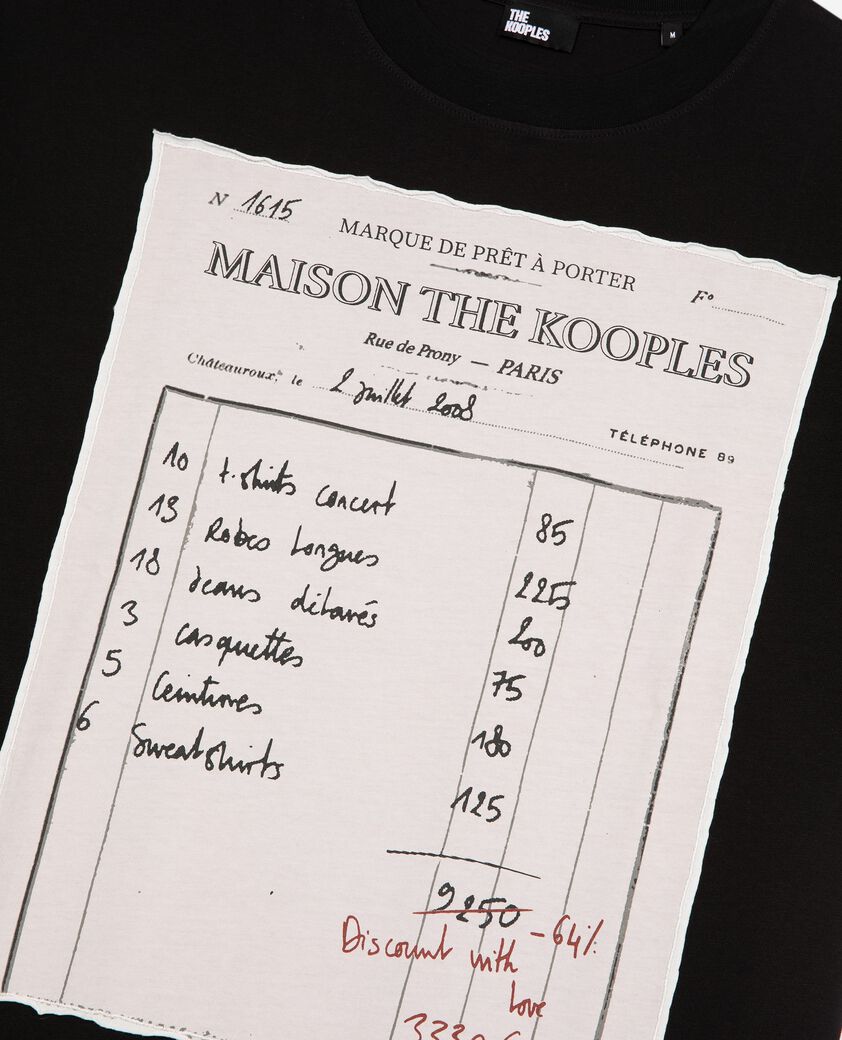 THE
KOOPLES
M
N 1615
MARQUE DE PRÊT À PORTER
F°
MAISON THE KOOPLES
Rue de Prony — PARIS
Châteauroux, le 2 juillet 2008
TÉLÉPHONE 89
10 t.shirts concert 85
13 Robes longues 225
18 Jeans délavés 200
3 casquettes 75
5 Ceintures 180
6 Sweatshirts 125
9250 -64%
Discount with
love